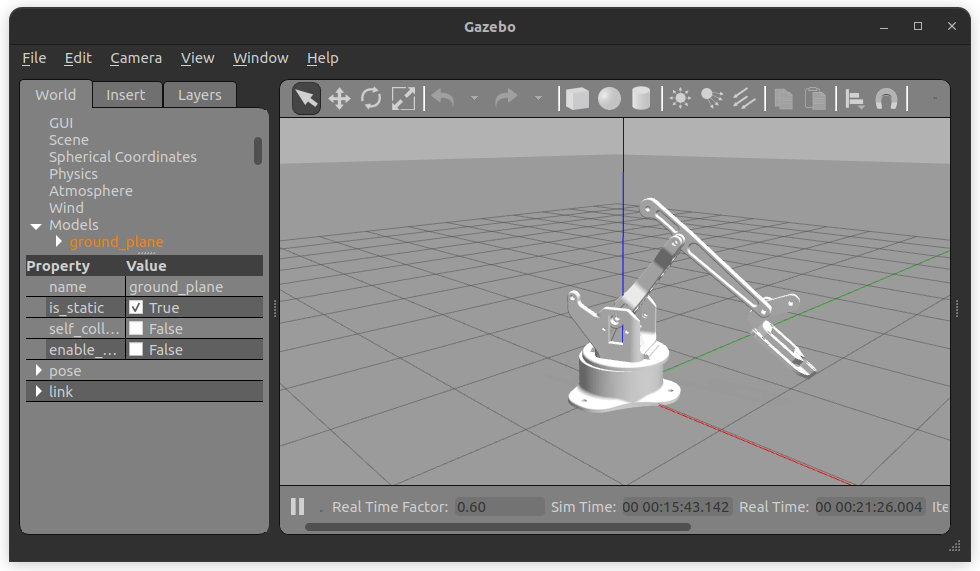 Gazebo
File Edit Camera View Window Help
World Insert Layers
GUI
Scene
Spherical Coordinates
Physics
Atmosphere
Wind
Models
ground_plane
Property Value
name ground_plane
is_static True
self_coll... False
enable_... False
pose
link
Real Time Factor: 0.60 Sim Time: 00 00:15:43.142 Real Time: 00 00:21:26.004 Ite